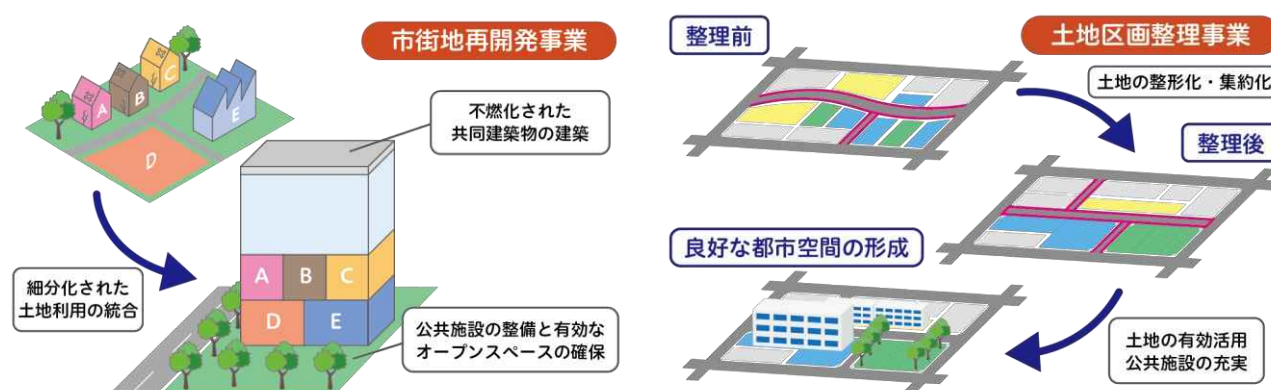 市街地再開発事業
A
B
C
D
E
不燃化された
共同建築物の建築
A B C
D E
細分化された
土地利用の統合
公共施設の整備と有効な
オープンスペースの確保
土地区画整理事業
整理前
土地の整形化・集約化
整理後
良好な都市空間の形成
土地の有効活用
公共施設の充実